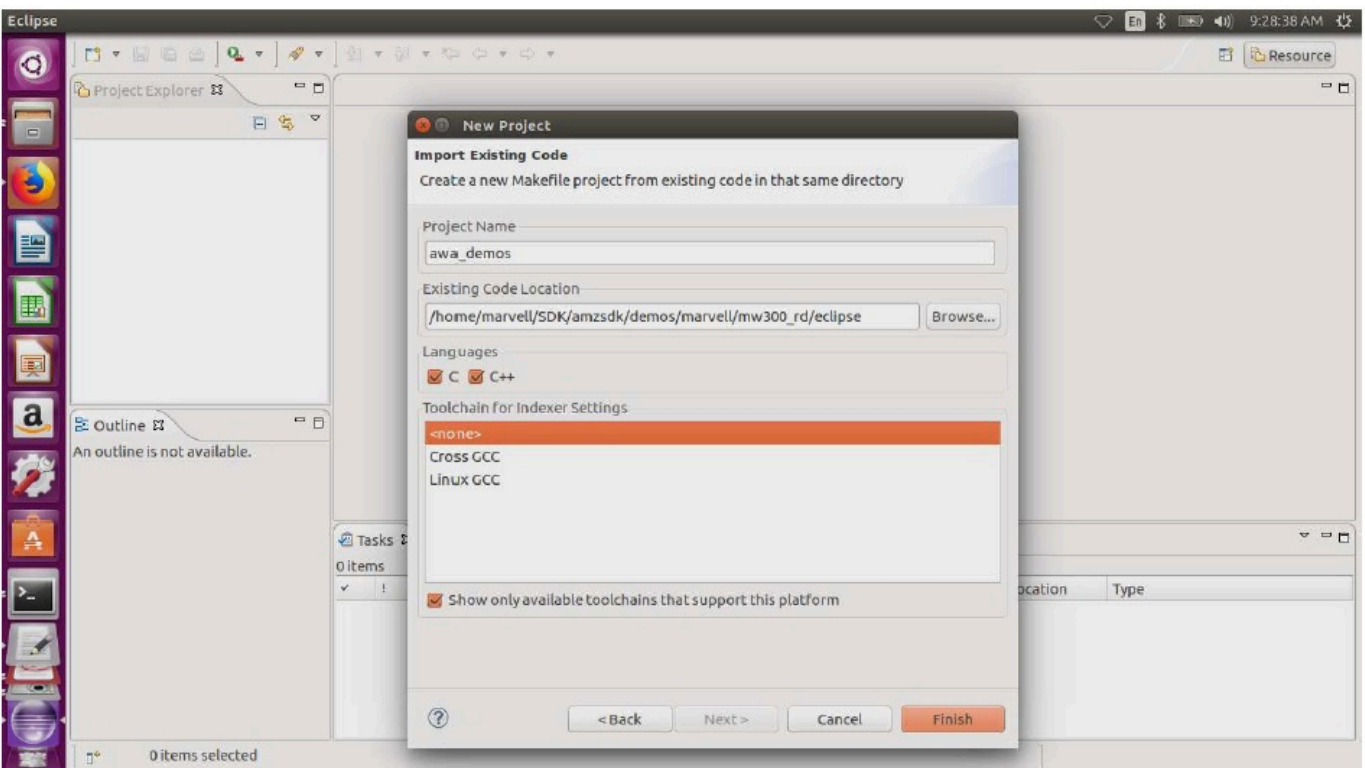 Eclipse En 9:28:38 AM
Resource
Project Explorer
New Project
Import Existing Code
Create a new Makefile project from existing code in that same directory
Project Name
awa_demos
Existing Code Location
/home/marvell/SDK/amzsdk/demos/marvell/mw300_rd/eclipse Browse...
Languages
C C++
Toolchain for Indexer Settings
<none>
Cross GCC
Linux GCC
Show only available toolchains that support this platform
< Back Next > Cancel Finish
Outline
An outline is not available.
Tasks
0 items
! ocation Type
0 items selected